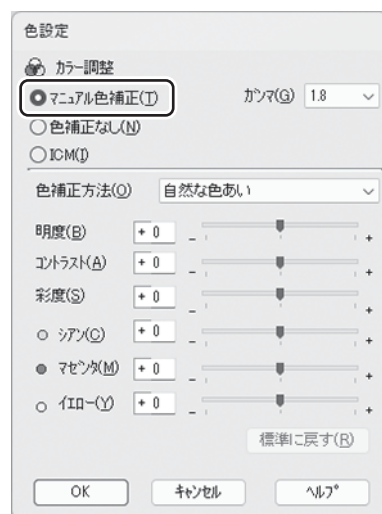 色設定
カラー調整
マニュアル色補正(T) ガンマ(G) 1.8
色補正なし(N)
ICM(I)
色補正方法(O) 自然な色あい
明度(B) + 0 - +
コントラスト(A) + 0 - +
彩度(S) + 0 - +
シアン(C) + 0 - +
マゼンタ(M) + 0 - +
イエロー(Y) + 0 - +
標準に戻す(R)
OK キャンセル ヘルプ